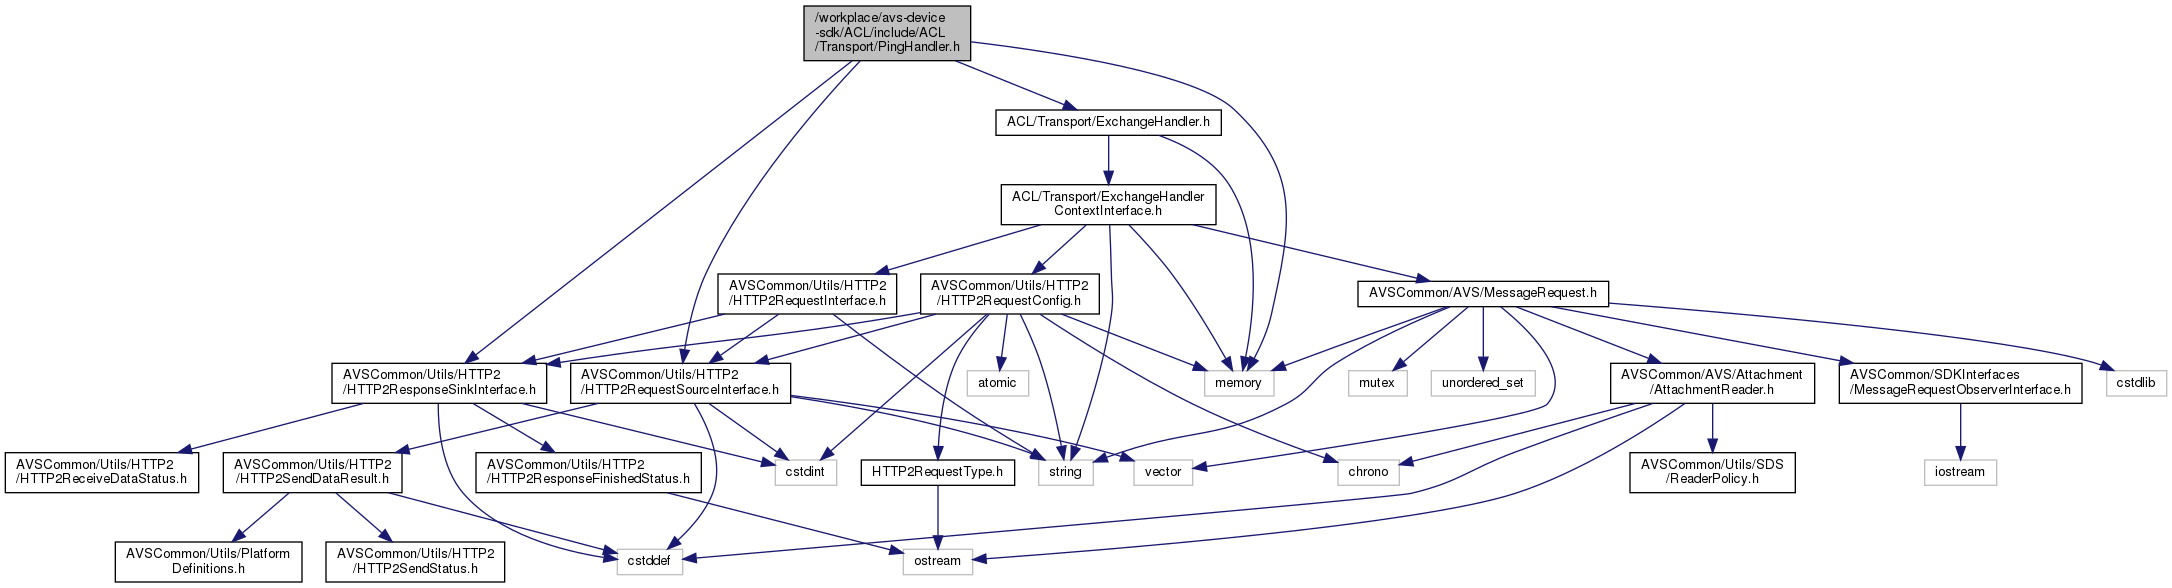 /workplace/avs-device
-sdk/ACL/include/ACL
/Transport/PingHandler.h
ACL/Transport/ExchangeHandler.h
ACL/Transport/ExchangeHandler
ContextInterface.h
AVSCommon/Utils/HTTP2
/HTTP2RequestInterface.h
AVSCommon/Utils/HTTP2
/HTTP2RequestConfig.h
AVSCommon/AVS/MessageRequest.h
AVSCommon/Utils/HTTP2
/HTTP2ResponseSinkInterface.h
AVSCommon/Utils/HTTP2
/HTTP2RequestSourceInterface.h
atomic
memory
mutex
unordered_set
AVSCommon/AVS/Attachment
/AttachmentReader.h
AVSCommon/SDKInterfaces
/MessageRequestObserverInterface.h
cstdlib
AVSCommon/Utils/HTTP2
/HTTP2ReceiveDataStatus.h
AVSCommon/Utils/HTTP2
/HTTP2SendDataResult.h
AVSCommon/Utils/HTTP2
/HTTP2ResponseFinishedStatus.h
cstdint
HTTP2RequestType.h
string
vector
chrono
AVSCommon/Utils/SDS
/ReaderPolicy.h
iostream
AVSCommon/Utils/Platform
Definitions.h
AVSCommon/Utils/HTTP2
/HTTP2SendStatus.h
cstddef
ostream